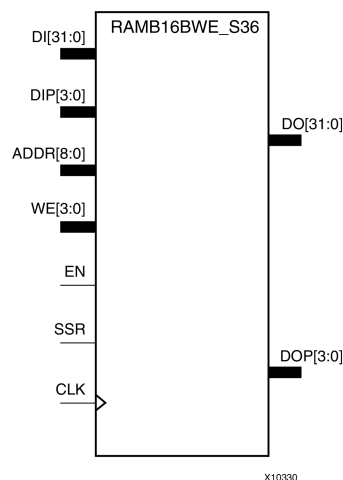 RAMB16BWE_S36
DI[31:0]
DIP[3:0]
DO[31:0]
ADDR[8:0]
WE[3:0]
EN
SSR
DOP[3:0]
CLK
X10330